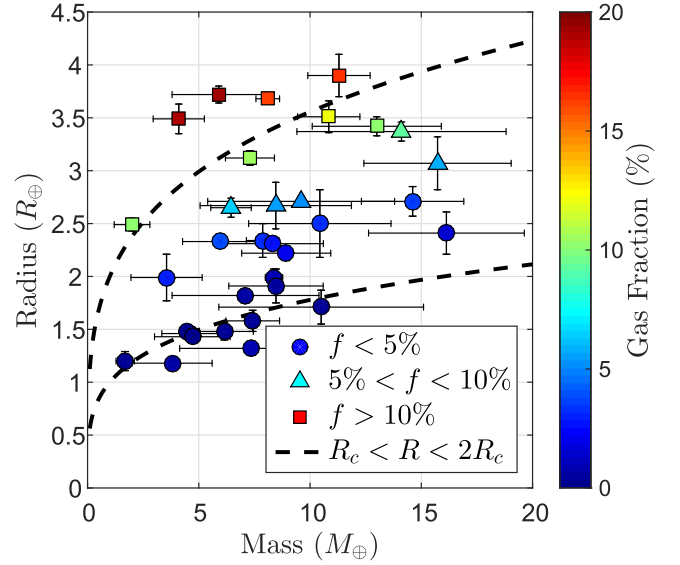 4.5
4
3.5
3
2.5
2
1.5
1
0.5
0
0
5
10
15
20
Radius (R⊕)
Mass (M⊕)
f < 5%
5% < f < 10%
f > 10%
R_c < R < 2R_c
20
15
10
5
0
Gas Fraction (%)